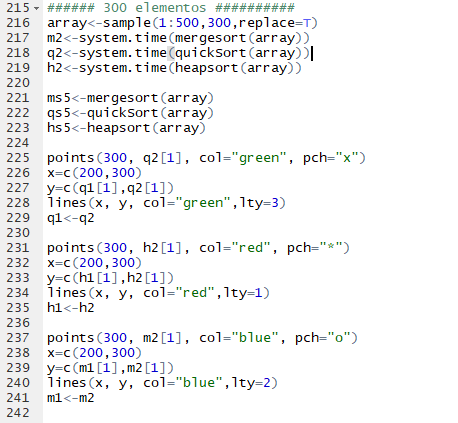 215 ###### 300 elementos ##########
216 array<-sample(1:500,300,replace=T)
217 m2<-system.time(mergesort(array))
218 q2<-system.time(quickSort(array))
219 h2<-system.time(heapsort(array))
220
221 ms5<-mergesort(array)
222 qs5<-quickSort(array)
223 hs5<-heapsort(array)
224
225 points(300, q2[1], col="green", pch="x")
226 x=c(200,300)
227 y=c(q1[1],q2[1])
228 lines(x, y, col="green",lty=3)
229 q1<-q2
230
231 points(300, h2[1], col="red", pch="*")
232 x=c(200,300)
233 y=c(h1[1],h2[1])
234 lines(x, y, col="red",lty=1)
235 h1<-h2
236
237 points(300, m2[1], col="blue", pch="o")
238 x=c(200,300)
239 y=c(m1[1],m2[1])
240 lines(x, y, col="blue",lty=2)
241 m1<-m2
242